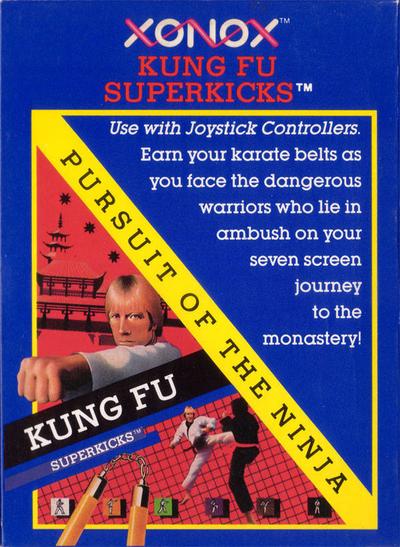 XONOX™
KUNG FU
SUPERKICKS™
Use with Joystick Controllers.
Earn your karate belts as
you face the dangerous
warriors who lie in
ambush on your
seven screen
journey
to the
monastery!
PURSUIT OF THE NINJA
KUNG FU
SUPERKICKS™